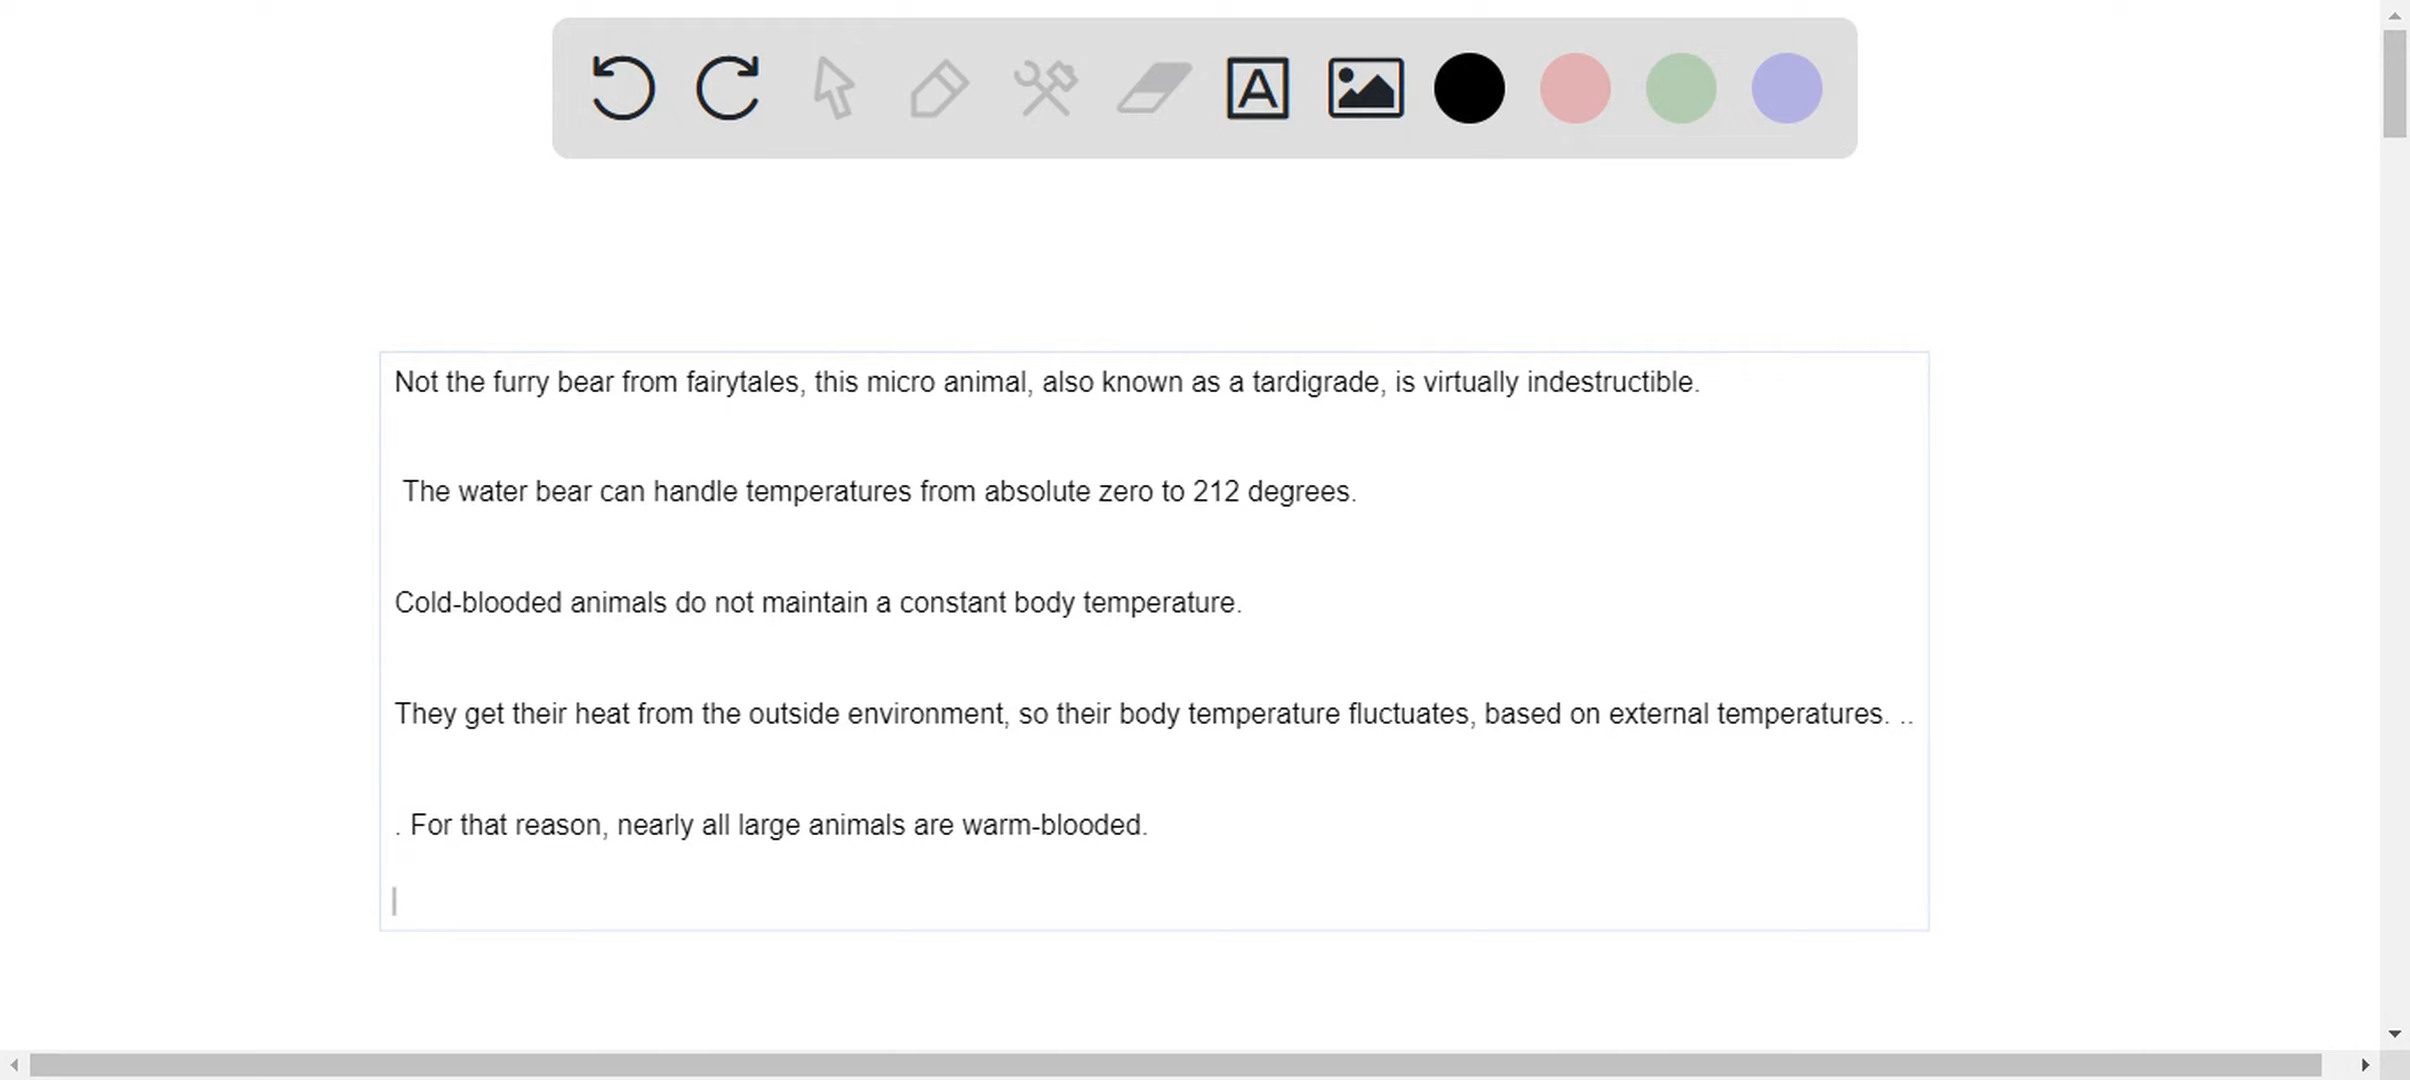 A
Not the furry bear from fairytales, this micro animal, also known as a tardigrade, is virtually indestructible.
The water bear can handle temperatures from absolute zero to 212 degrees.
Cold-blooded animals do not maintain a constant body temperature.
They get their heat from the outside environment, so their body temperature fluctuates, based on external temperatures. ..
. For that reason, nearly all large animals are warm-blooded.